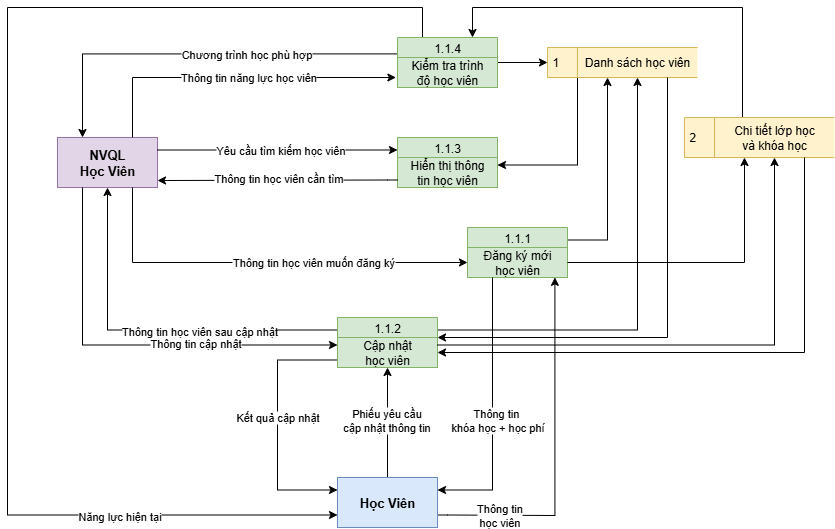 Chương trình học phù hợp
1.1.4
Kiểm tra trình
độ học viên
1
Danh sách học viên
Thông tin năng lực học viên
2
Chi tiết lớp học
và khóa học
NVQL
Học Viên
Yêu cầu tìm kiếm học viên
1.1.3
Hiển thị thông
tin học viên
Thông tin học viên cần tìm
1.1.1
Đăng ký mới
học viên
Thông tin học viên muốn đăng ký
Thông tin học viên sau cập nhật
Thông tin cập nhật
1.1.2
Cập nhật
học viên
Kết quả cập nhật
Phiếu yêu cầu
cập nhật thông tin
Thông tin
khóa học + học phí
Học Viên
Năng lực hiện tại
Thông tin
học viên